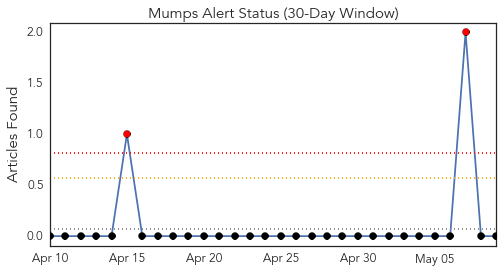 Mumps Alert Status (30-Day Window)
Articles Found
2.0
1.5
1.0
0.5
0.0
Apr 10 Apr 15 Apr 20 Apr 25 Apr 30 May 05